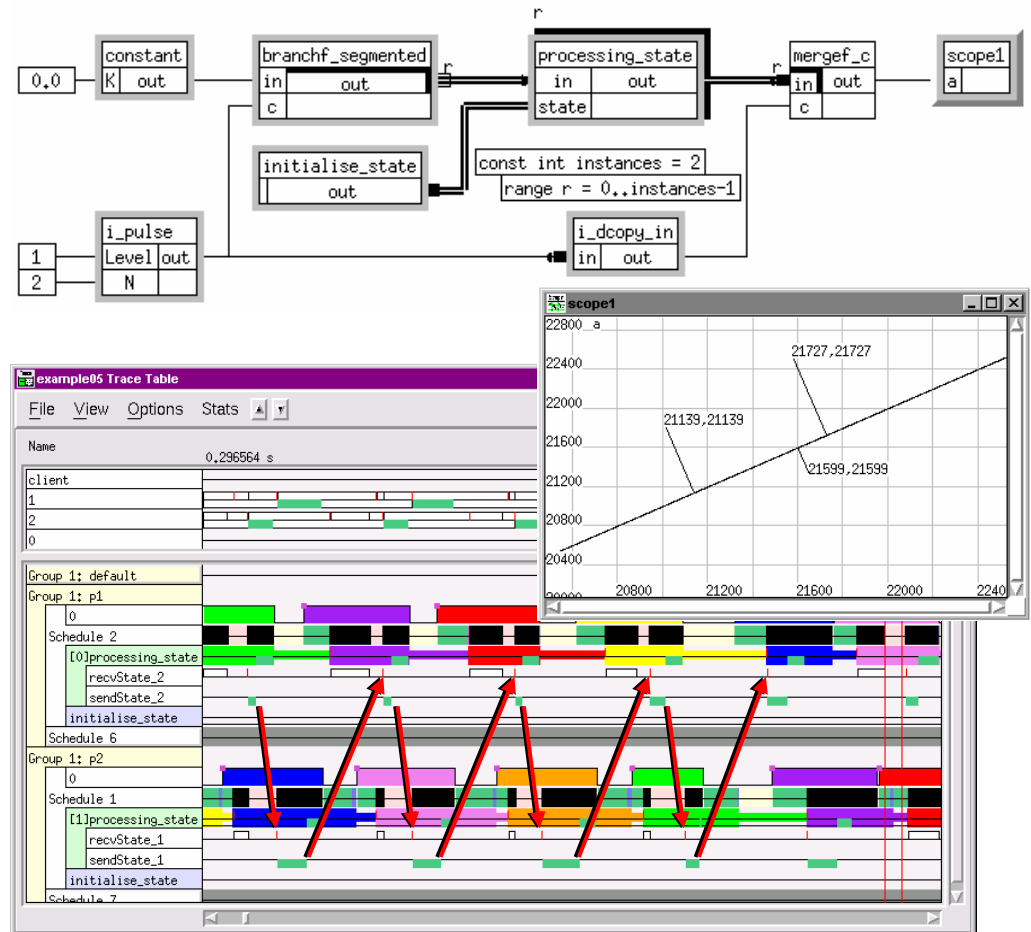 r
constant
branchf_segmented
r
processing_state
r
mergef_c
scope1
0.0
K out
in out
in out
in out
a
c
state
c
initialise_state
out
const int instances = 2
range r = 0..instances-1
i_pulse
Level out
N
1
2
i_dcopy_in
in out
scope1
22800 a
22400
22000
21600
21200
20800
20400
20000
21727,21727
21139,21139
21599,21599
20800 21200 21600 22000 2240
example05 Trace Table
File View Options Stats
Name
0.296564 s
client
1
2
0
Group 1: default
Group 1: p1
0
Schedule 2
[0]processing_state
recvState_2
sendState_2
initialise_state
Schedule 6
Group 1: p2
0
Schedule 1
[1]processing_state
recvState_1
sendState_1
initialise_state
Schedule 7